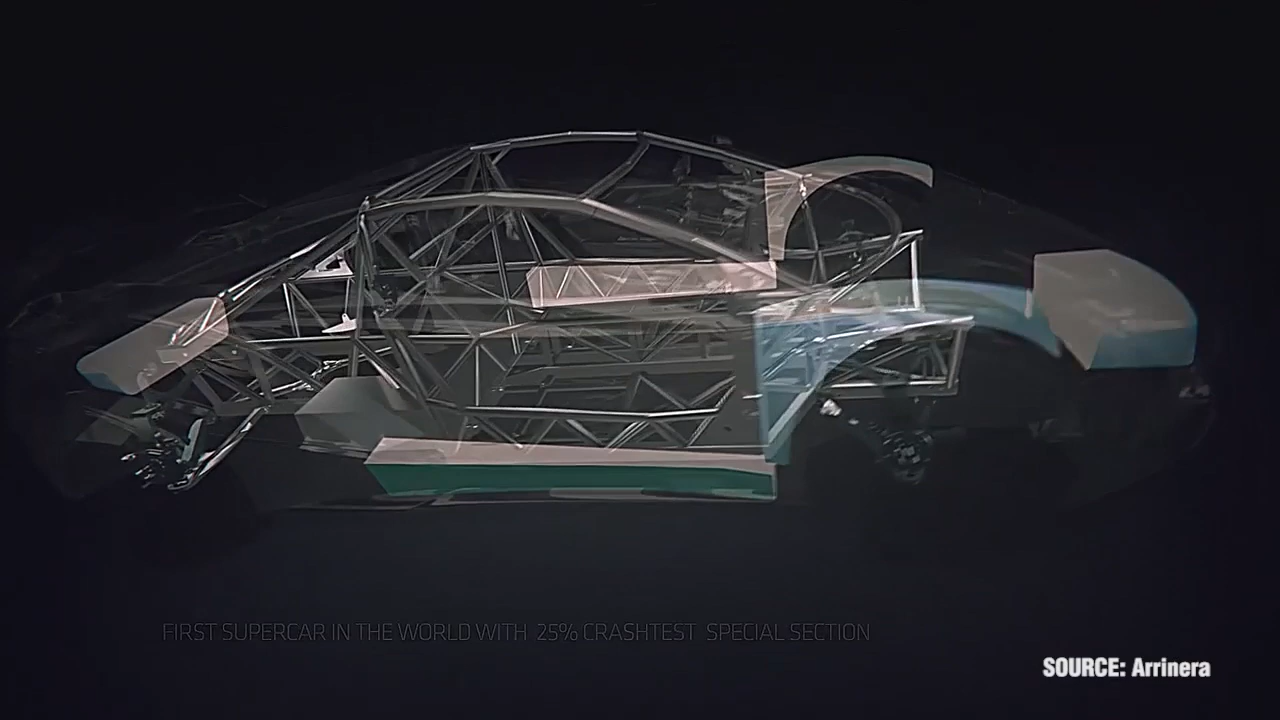 FIRST SUPERCAR IN THE WORLD WITH 25% CRASHTEST SPECIAL SECTION
SOURCE: Arrinera